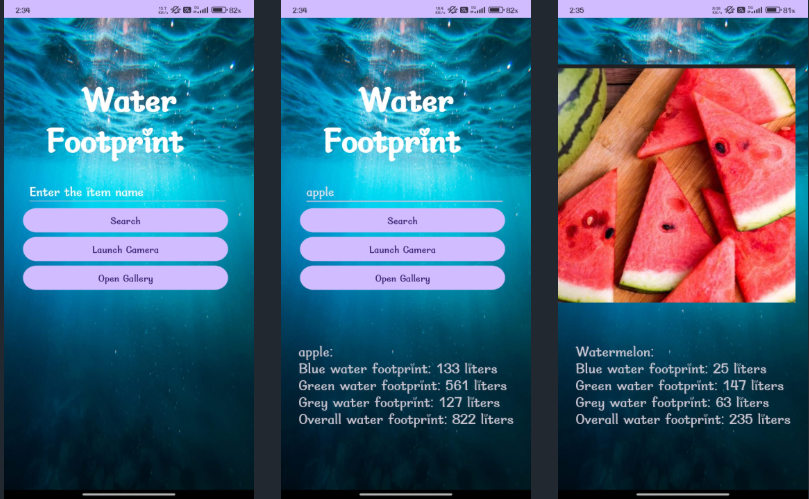 2:34
82%
Water
Footprint
Enter the item name
Search
Launch Camera
Open Gallery
2:34
82%
Water
Footprint
apple
Search
Launch Camera
Open Gallery
apple:
Blue water footprint: 133 liters
Green water footprint: 561 liters
Grey water footprint: 127 liters
Overall water footprint: 822 liters
2:35
81%
Watermelon:
Blue water footprint: 25 liters
Green water footprint: 147 liters
Grey water footprint: 63 liters
Overall water footprint: 235 liters